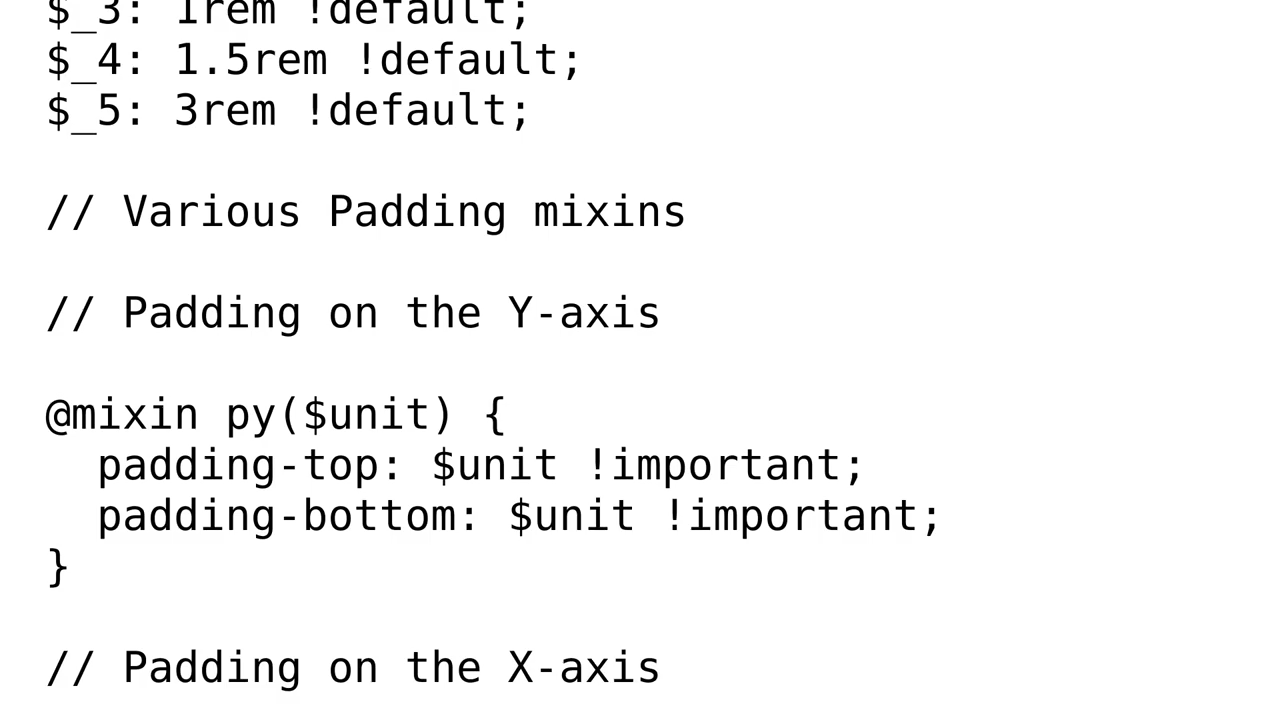 $_3: 1rem !default;
$_4: 1.5rem !default;
$_5: 3rem !default;
// Various Padding mixins
// Padding on the Y-axis
@mixin py($unit) {
  padding-top: $unit !important;
  padding-bottom: $unit !important;
}
// Padding on the X-axis